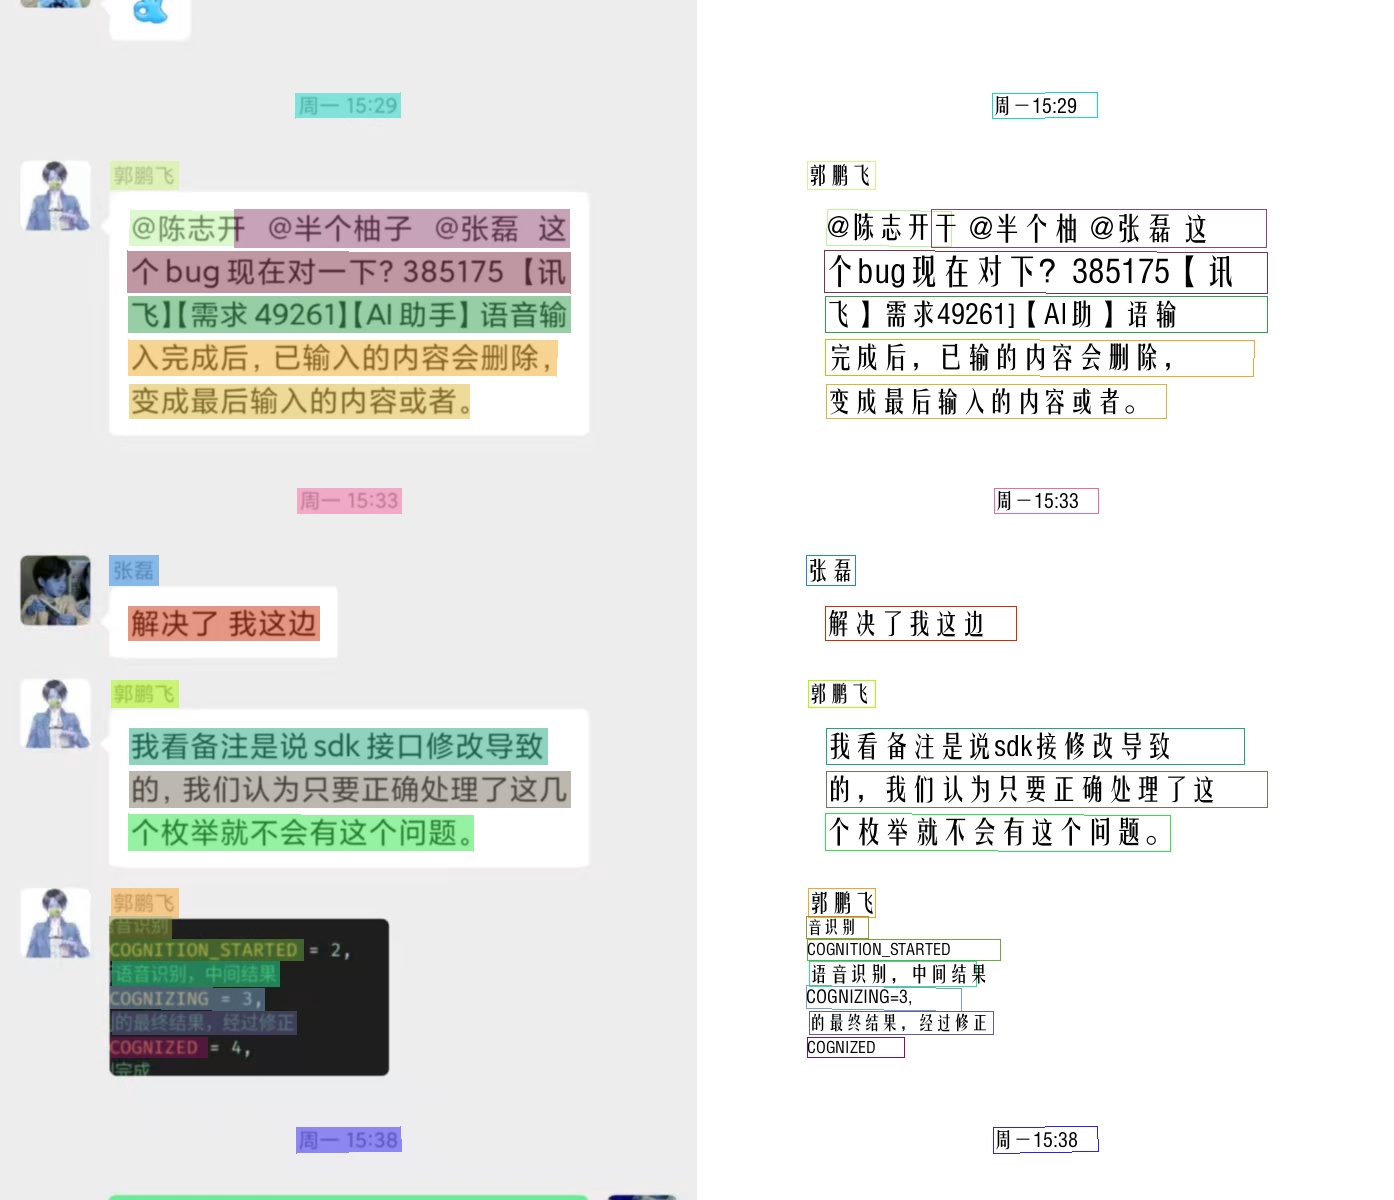 周一 15:29
郭鹏飞
@陈志开 @半个柚子 @张磊 这
个 bug 现在对一下? 385175 【讯
飞】【需求 49261】【AI 助手】语音输
入完成后, 已输入的内容会删除,
变成最后输入的内容或者。
周一 15:33
张磊
解决了 我这边
郭鹏飞
我看备注是说 sdk 接口修改导致
的, 我们认为只要正确处理了这几
个枚举就不会有这个问题。
郭鹏飞
音识别
COGNITION_STARTED = 2,
语音识别，中间结果
COGNIZING = 3,
的最终结果，经过修正
COGNIZED = 4,
完成
周一 15:38
周一15:29
郭鹏飞
@陈志开干 @半个柚 @张磊 这
个bug现在对下? 385175【讯
飞】需求49261]【AI助】语输
完成后，已输的内容会删除，
变成最后输入的内容或者。
周一15:33
张磊
解决了我这边
郭鹏飞
我看备注是说sdk接修改导致
的，我们认为只要正确处理了这
个枚举就不会有这个问题。
郭鹏飞
音识别
COGNITION_STARTED
语音识别，中间结果
COGNIZING=3,
的最终结果，经过修正
COGNIZED
周一15:38